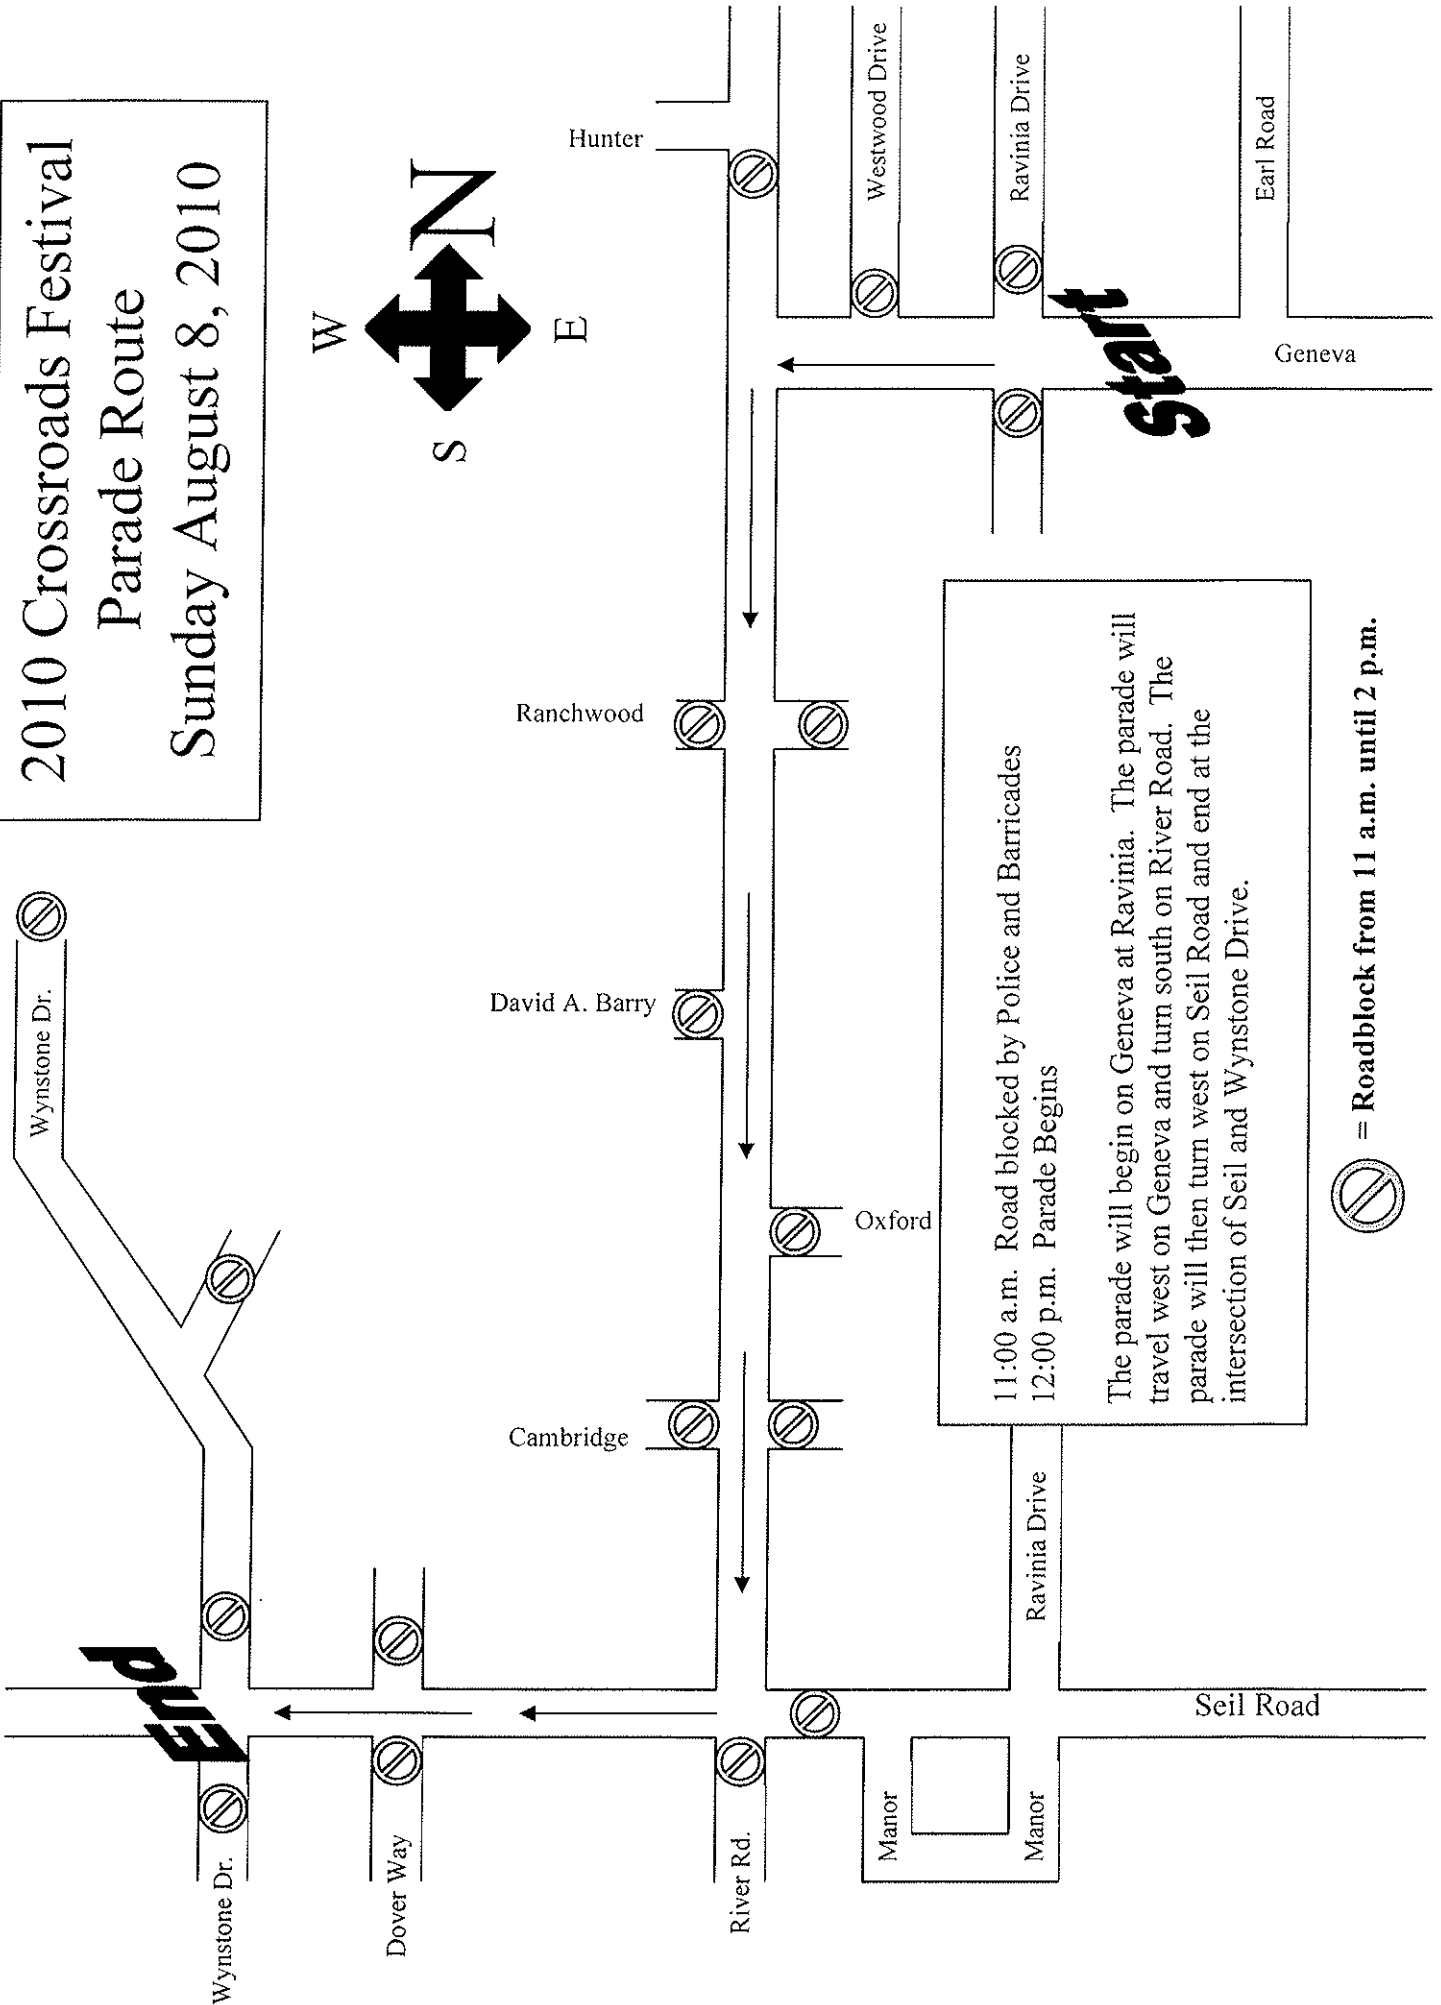 2010 Crossroads Festival
Parade Route
Sunday August 8, 2010
W
N
S
E
Wynstone Dr.
End
Wynstone Dr.
Dover Way
River Rd.
Manor
Manor
Seil Road
Ravinia Drive
Cambridge
Oxford
David A. Barry
Ranchwood
Hunter
Westwood Drive
Ravinia Drive
Earl Road
Geneva
Start
11:00 a.m. Road blocked by Police and Barricades
12:00 p.m. Parade Begins
The parade will begin on Geneva at Ravinia. The parade will
travel west on Geneva and turn south on River Road. The
parade will then turn west on Seil Road and end at the
intersection of Seil and Wynstone Drive.
= Roadblock from 11 a.m. until 2 p.m.